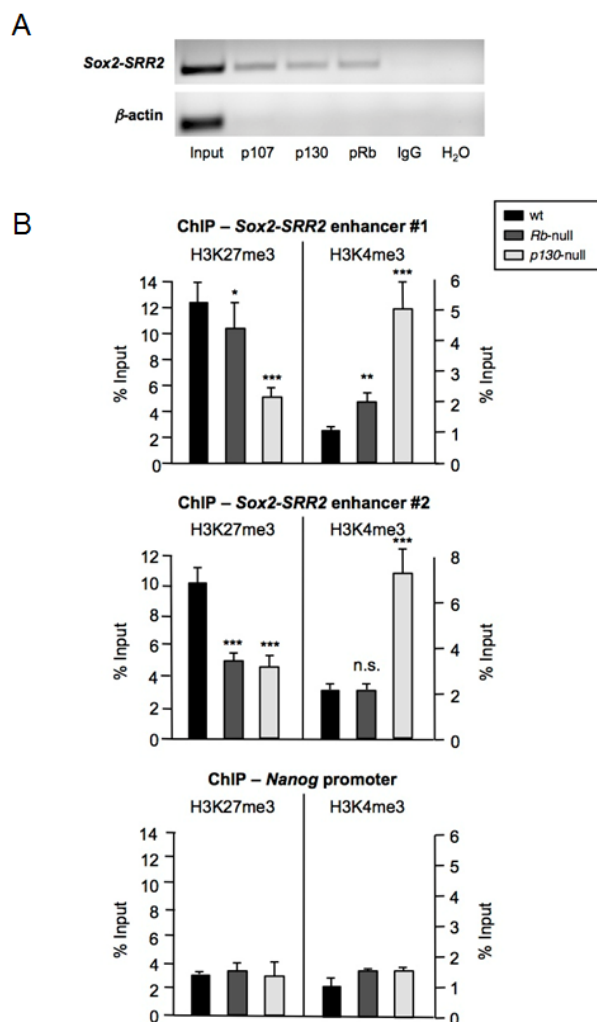 A
Sox2-SRR2
β-actin
Input p107 p130 pRb IgG H2O
B
wt
Rb-null
p130-null
ChIP – Sox2-SRR2 enhancer #1
H3K27me3 H3K4me3
14
12
10
8
6
4
2
0
% Input
*
***
**
***
6
5
4
3
2
1
0
% Input
ChIP – Sox2-SRR2 enhancer #2
H3K27me3 H3K4me3
12
10
8
6
4
2
0
% Input
***
***
n.s.
***
8
6
4
2
0
% Input
ChIP – Nanog promoter
H3K27me3 H3K4me3
14
12
10
8
6
4
2
0
% Input
6
5
4
3
2
1
0
% Input